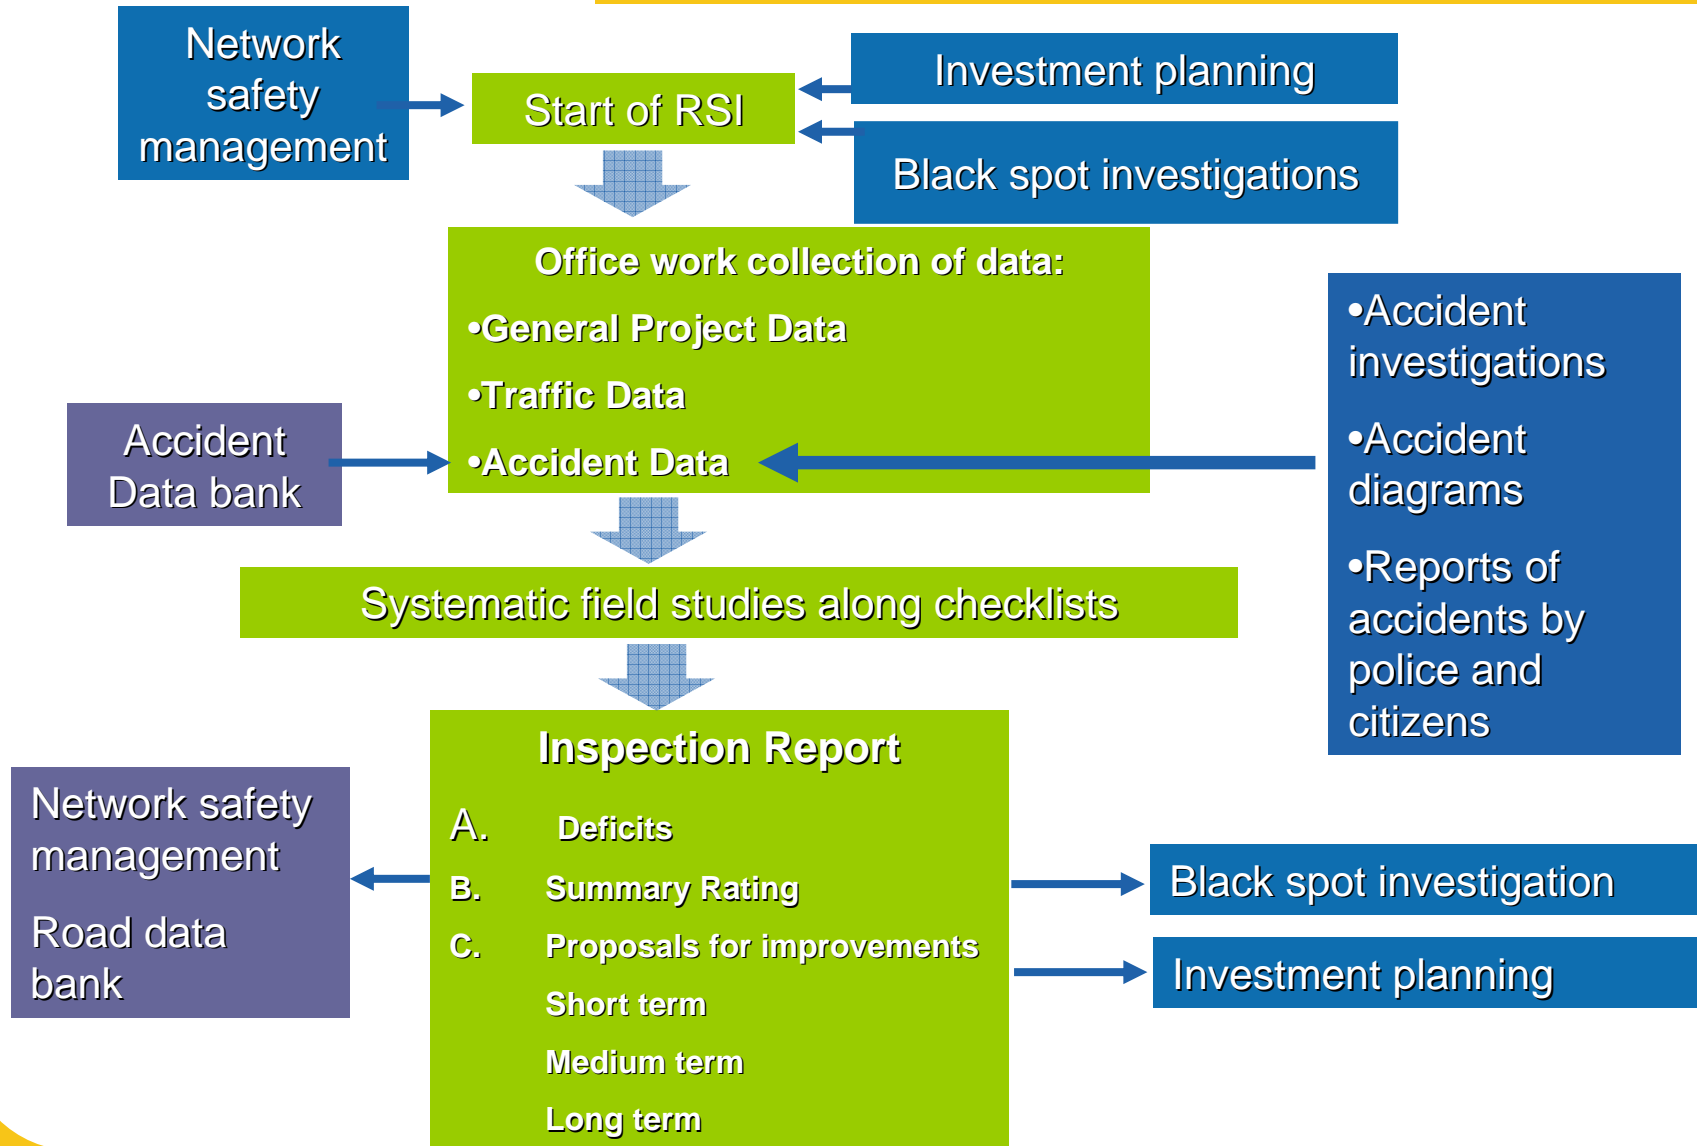 Network
safety
management
Start of RSI
Investment planning
Black spot investigations
Office work collection of data:
•General Project Data
•Traffic Data
•Accident Data
Accident
Data bank
•Accident
investigations
•Accident
diagrams
•Reports of
accidents by
police and
citizens
Systematic field studies along checklists
Inspection Report
A. Deficits
B. Summary Rating
C. Proposals for improvements
Short term
Medium term
Long term
Network safety
management
Road data
bank
Black spot investigation
Investment planning